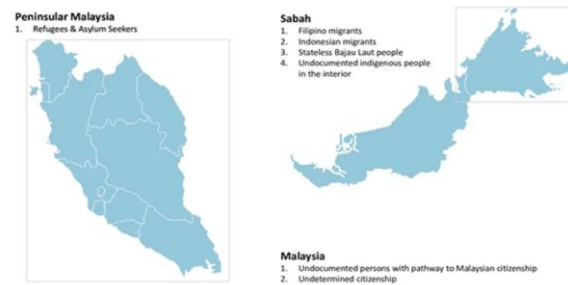 Peninsular Malaysia
1. Refugees & Asylum Seekers
Sabah
1. Filipino migrants
2. Indonesian migrants
3. Stateless Bajau Laut people
4. Undocumented indigenous people
in the interior
Malaysia
1. Undocumented persons with pathway to Malaysian citizenship
2. Undetermined citizenship